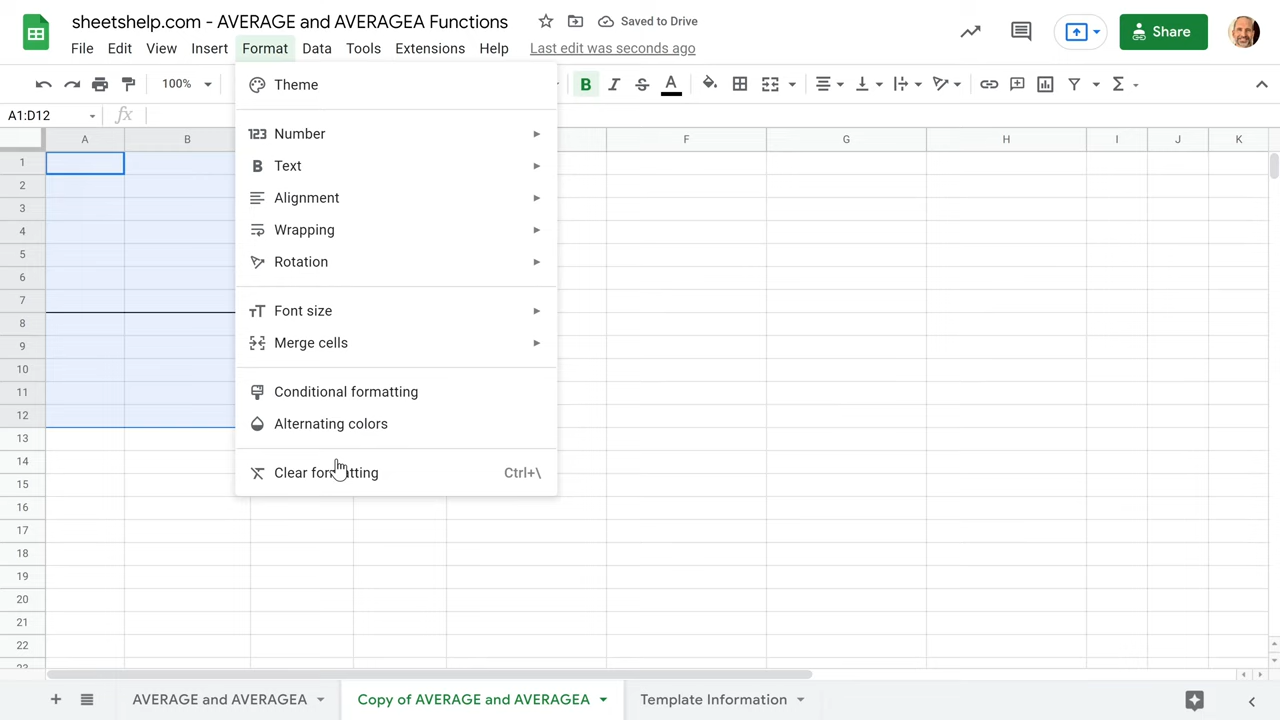 sheetshelp.com - AVERAGE and AVERAGEA Functions
Saved to Drive
File Edit View Insert Format Data Tools Extensions Help Last edit was seconds ago
Share
100%
B I S A
A1:D12
fx
A B F G H I J K
1
2
3
4
5
6
7
8
9
10
11
12
13
14
15
16
17
18
19
20
21
22
23
Theme
123 Number
B Text
Alignment
Wrapping
Rotation
Font size
Merge cells
Conditional formatting
Alternating colors
Clear formatting Ctrl+\
AVERAGE and AVERAGEA Copy of AVERAGE and AVERAGEA Template Information